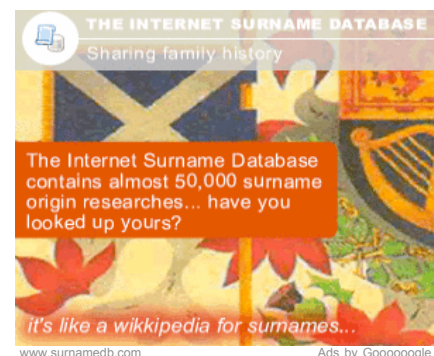 THE INTERNET SURNAME DATABASE
Sharing family history
The Internet Surname Database
contains almost 50,000 surname
origin researches... have you
looked up yours?
it's like a wikkipedia for surnames...
www.surnamedb.com Ads by Goooooogle